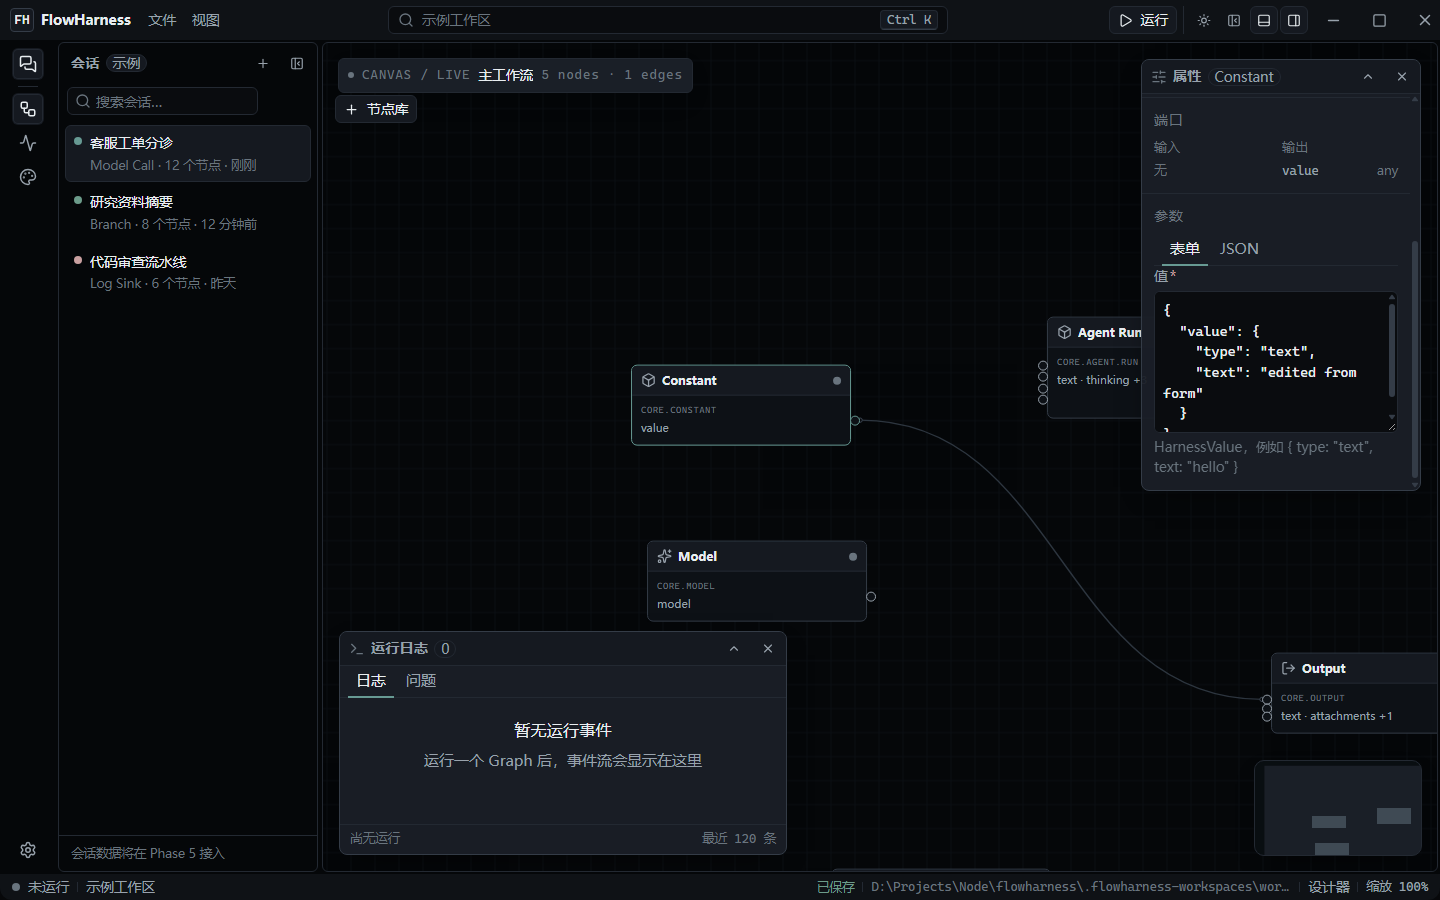 FH FlowHarness 文件 视图
示例工作区 Ctrl K
运行
会话 示例
搜索会话...
客服工单分诊
Model Call · 12 个节点 · 刚刚
研究资料摘要
Branch · 8 个节点 · 12 分钟前
代码审查流水线
Log Sink · 6 个节点 · 昨天
会话数据将在 Phase 5 接入
CANVAS / LIVE 主工作流 5 nodes · 1 edges
节点库
Constant
CORE.CONSTANT
value
Model
CORE.MODEL
model
Agent Run
CORE.AGENT.RUN
text · thinking +
Output
CORE.OUTPUT
text · attachments +1
属性 Constant
端口
输入 输出
无 value any
参数
表单 JSON
值*
{
"value": {
"type": "text",
"text": "edited from
form"
}
HarnessValue，例如 { type: "text",
text: "hello" }
运行日志 0
日志 问题
暂无运行事件
运行一个 Graph 后，事件流会显示在这里
尚无运行 最近 120 条
未运行 示例工作区
已保存 D:\Projects\Node\flowharness\.flowharness-workspaces\wor… 设计器 缩放 100%